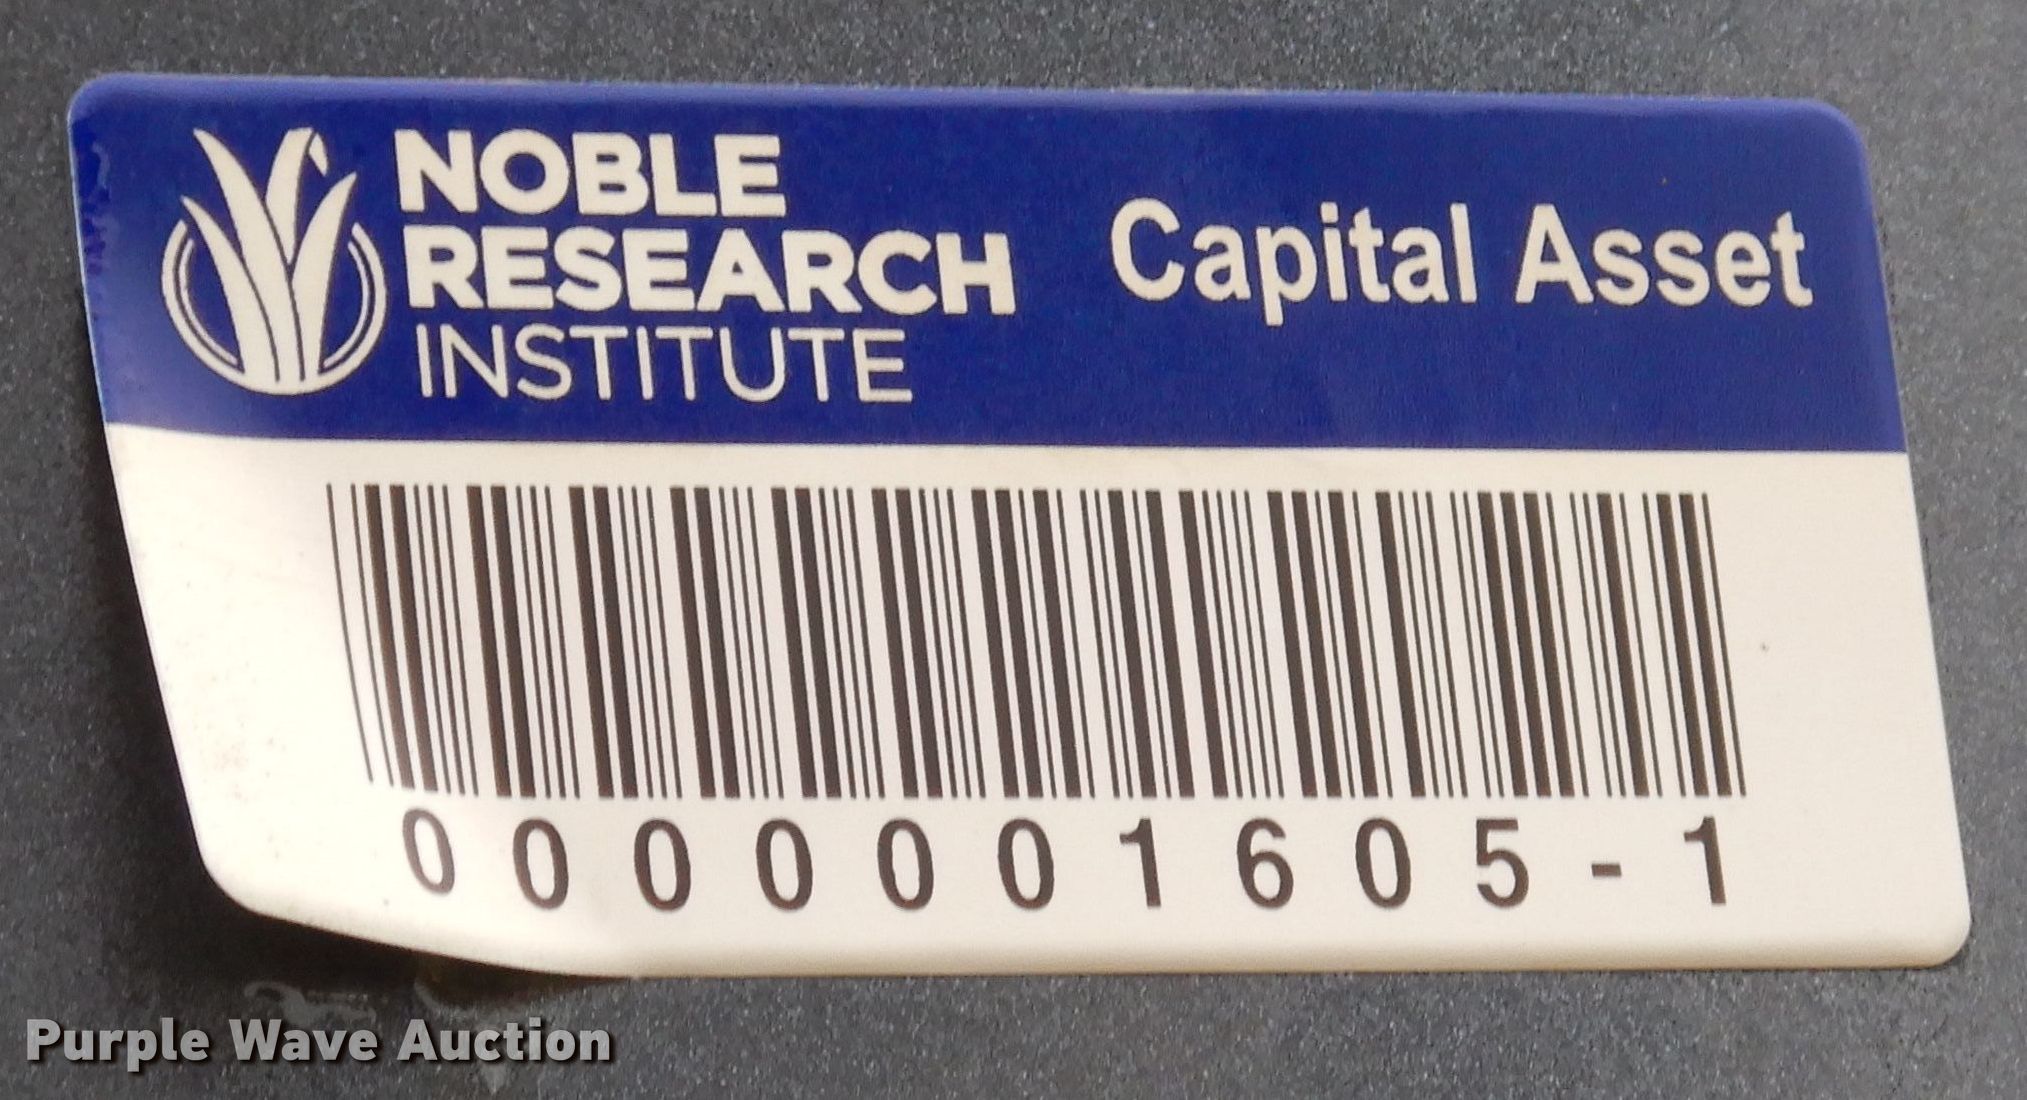 NOBLE
RESEARCH
INSTITUTE
Capital Asset
0000001605-1
Purple Wave Auction